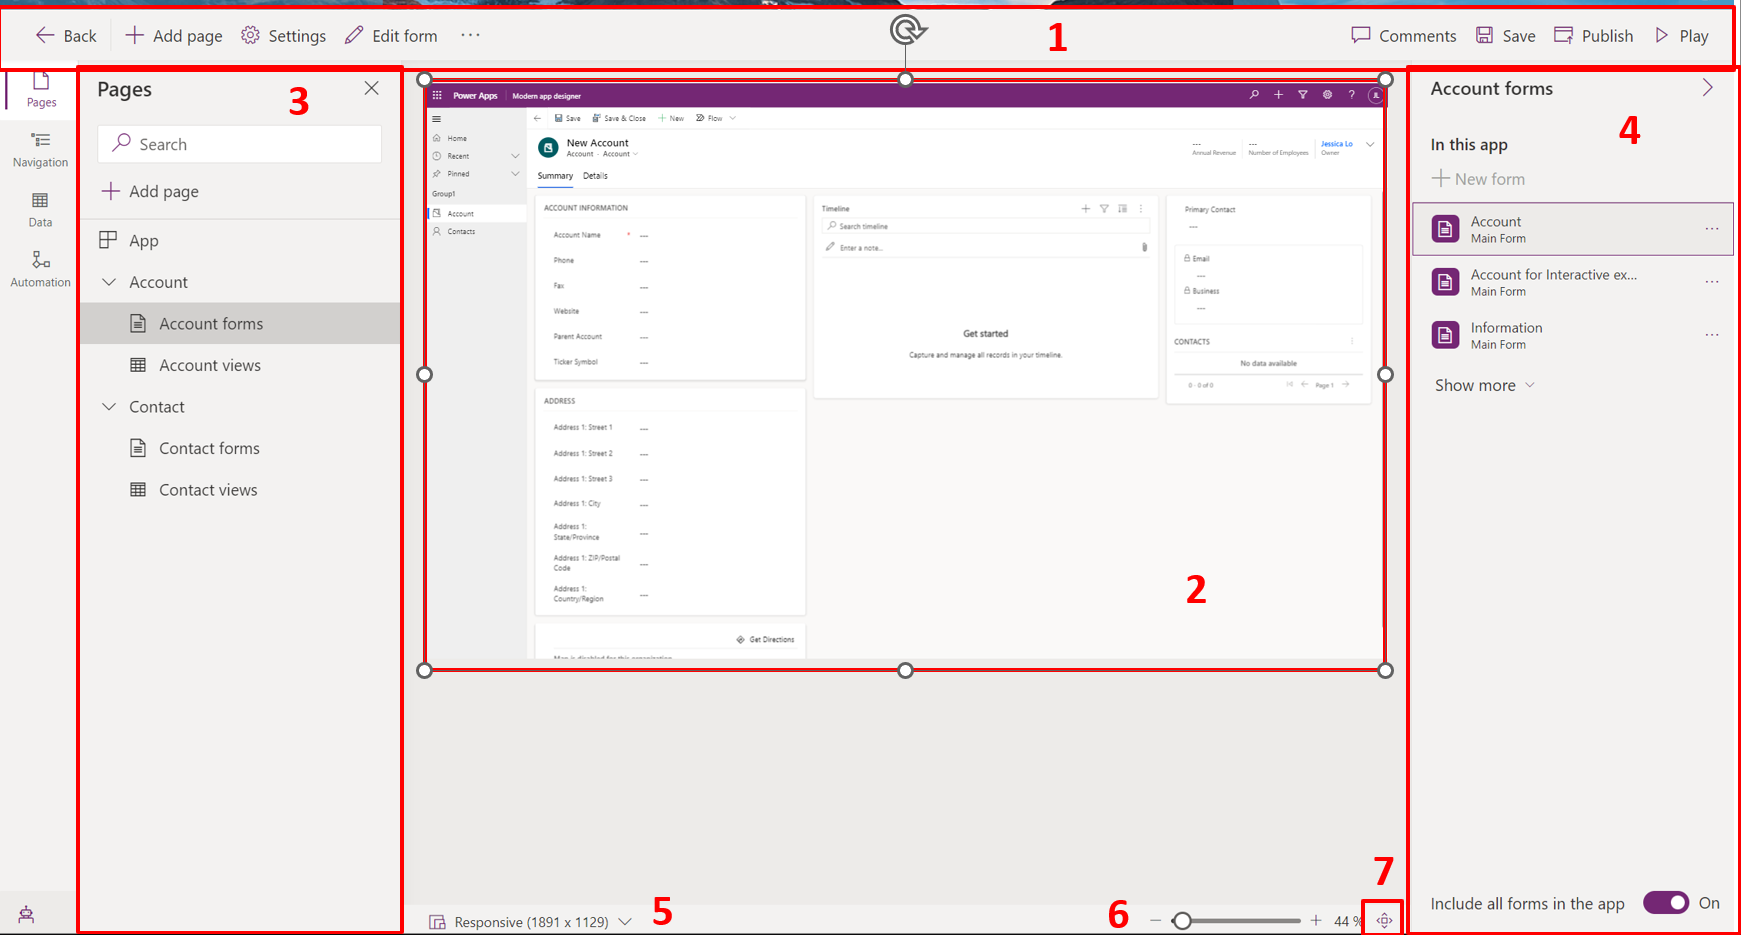 Back
Add page
Settings
Edit form
...
1
Comments
Save
Publish
Play
Pages
Navigation
Data
Automation
Pages
3
Search
Add page
App
Account
Account forms
Account views
Contact
Contact forms
Contact views
Power Apps
Modern app designer
Home
Recent
Pinned
Group1
Account
Contacts
Save
Save & Close
New
Flow
New Account
Account · Account
---
Annual Revenue
---
Number of Employees
Jessica Lo
Owner
JL
Summary
Details
ACCOUNT INFORMATION
Account Name * ---
Phone ---
Fax ---
Website ---
Parent Account ---
Ticker Symbol ---
ADDRESS
Address 1: Street 1 ---
Address 1: Street 2 ---
Address 1: Street 3 ---
Address 1: City ---
Address 1:
State/Province ---
Address 1: ZIP/Postal
Code ---
Address 1:
Country/Region ---
Get Directions
Map is disabled for this organization
Timeline
Search timeline
Enter a note...
Get started
Capture and manage all records in your timeline.
Primary Contact
---
Email
---
Business
---
CONTACTS
No data available
0 - 0 of 0
Page 1
2
Account forms
4
In this app
New form
Account
Main Form
...
Account for Interactive ex...
Main Form
...
Information
Main Form
...
Show more
Include all forms in the app
On
Responsive (1891 x 1129)
5
6
44 %
7